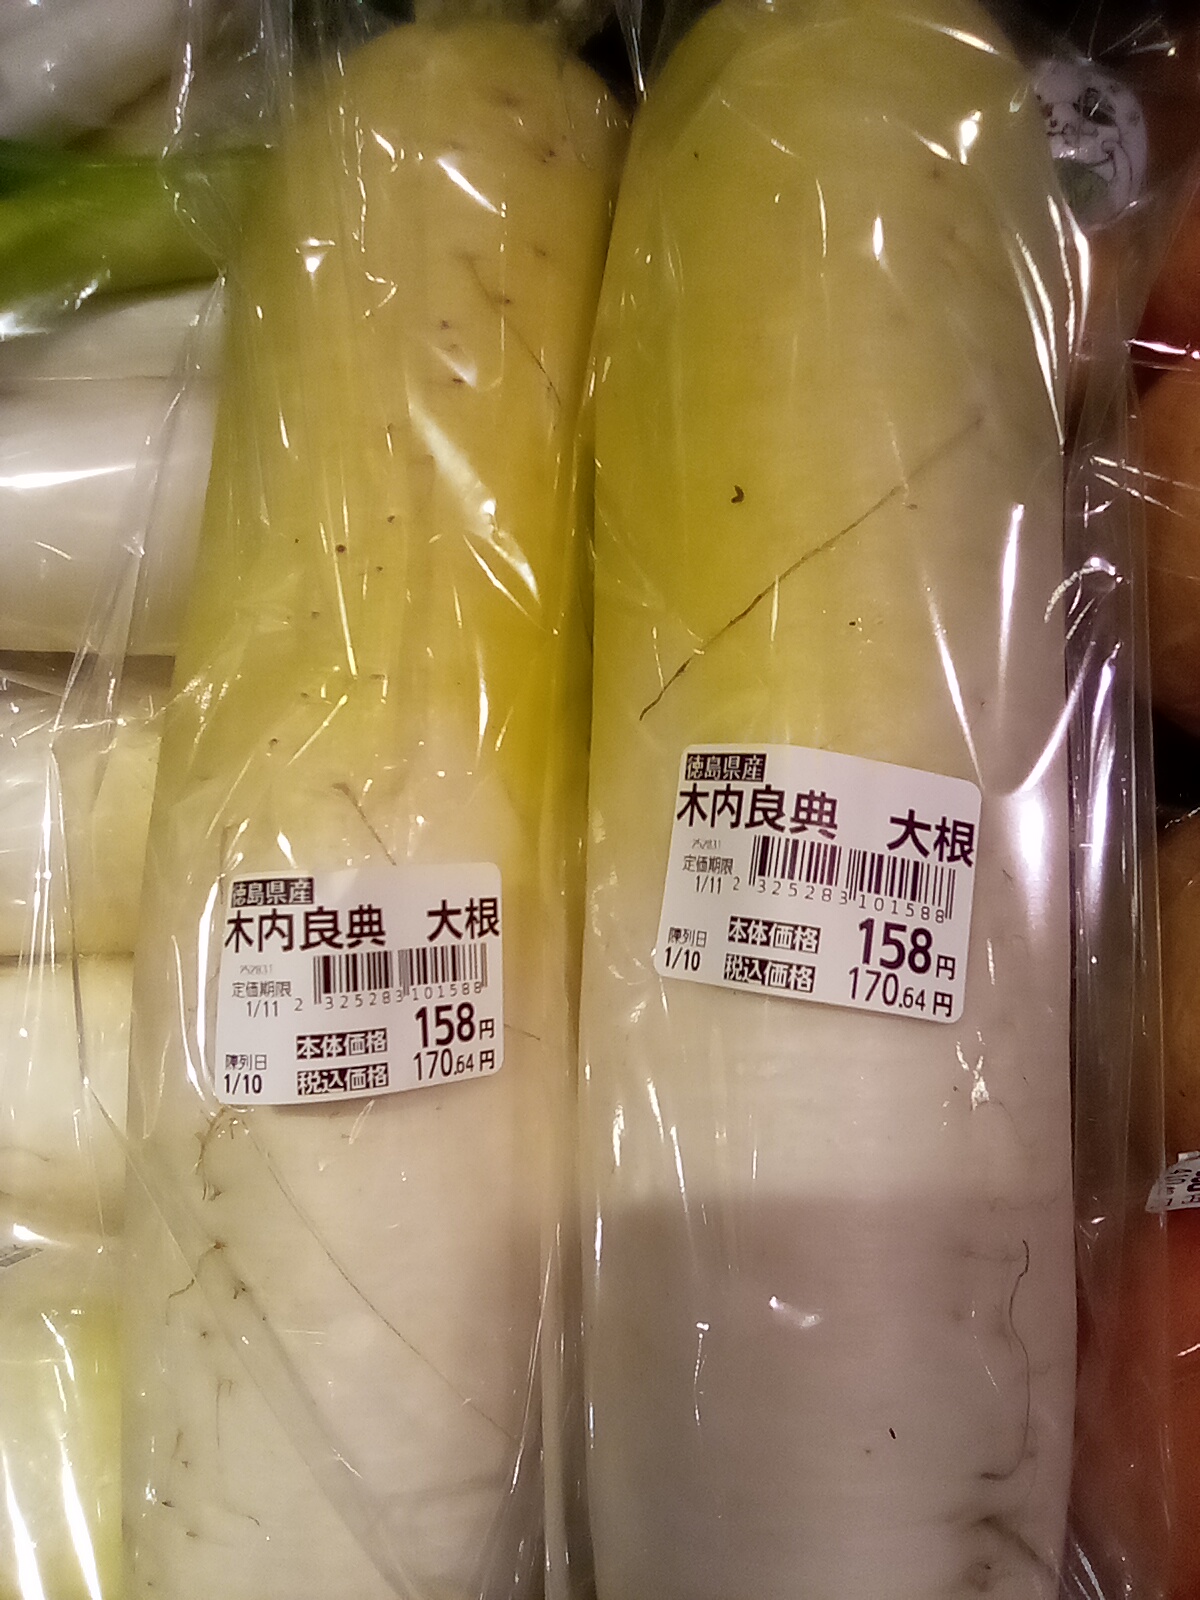 徳島県産
木内良典 大根
252831
定価期限
1/11
2 325283 101588
陳列日
1/10
本体価格 158円
税込価格 170.64円
徳島県産
木内良典 大根
252831
定価期限
1/11
2 325283 101588
陳列日
1/10
本体価格 158円
税込価格 170.64円